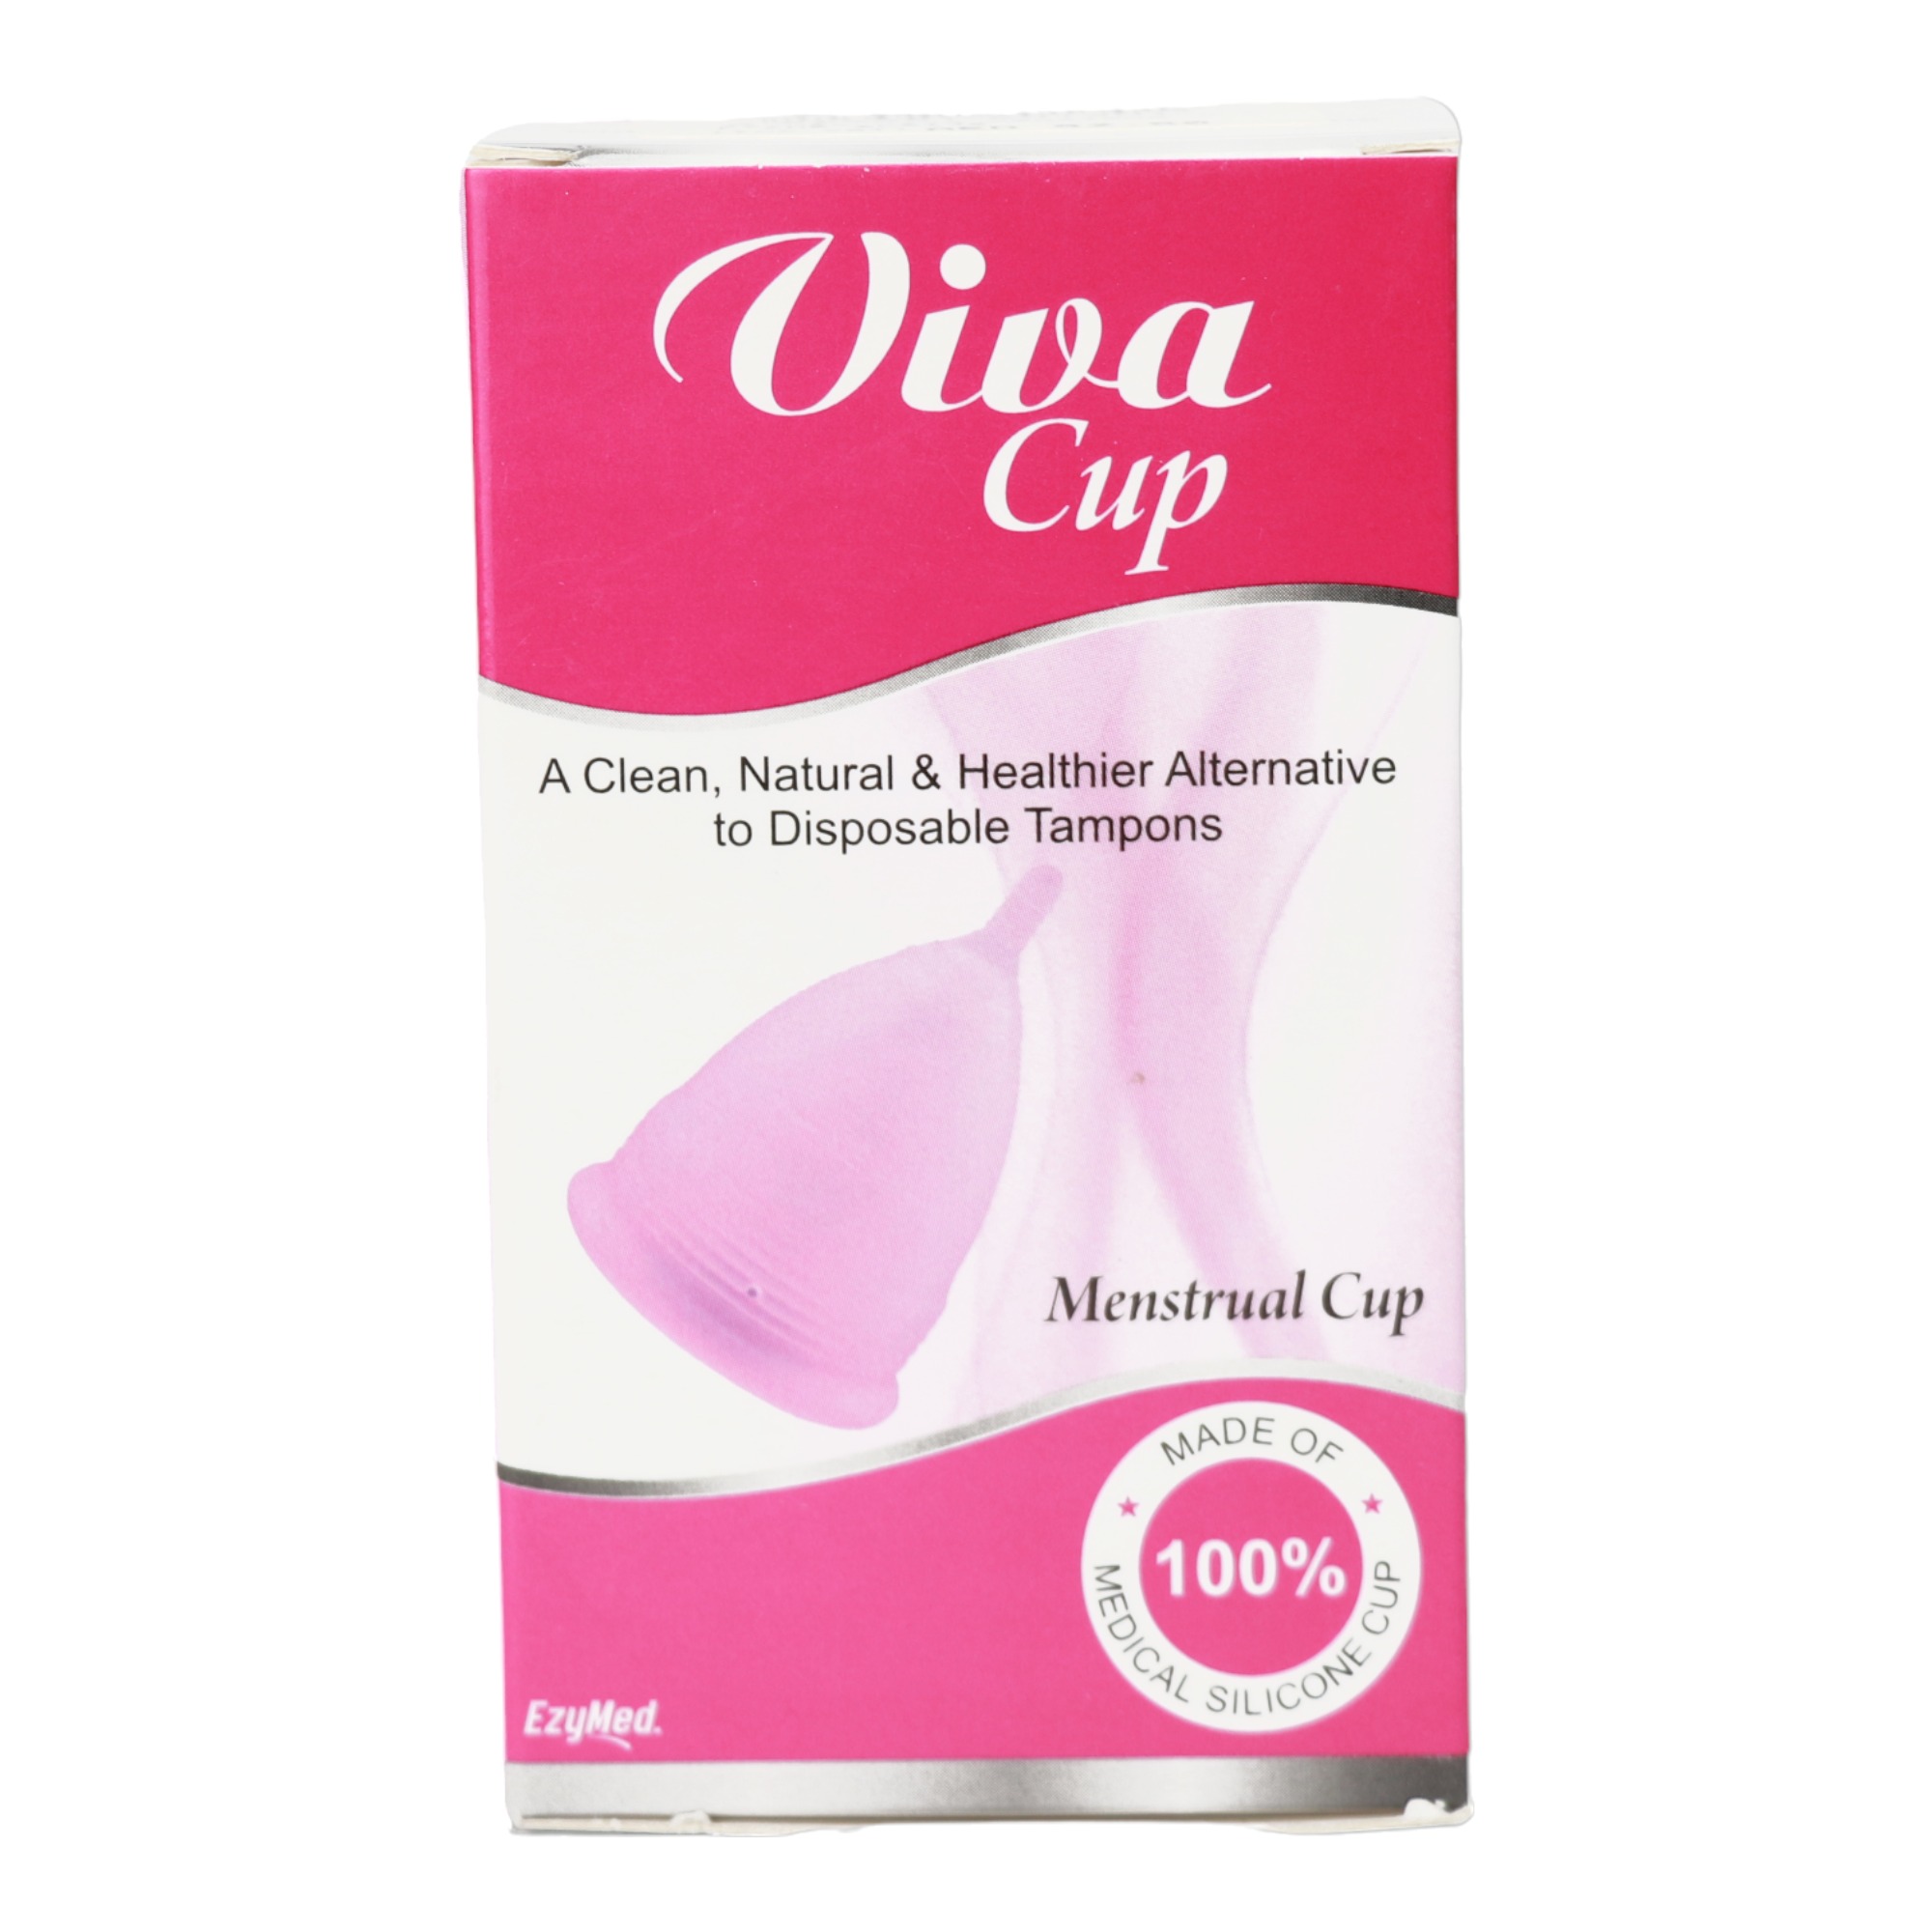 Viva
Cup
A Clean, Natural & Healthier Alternative
to Disposable Tampons
Menstrual Cup
MADE OF
100%
MEDICAL SILICONE CUP
EzyMed.